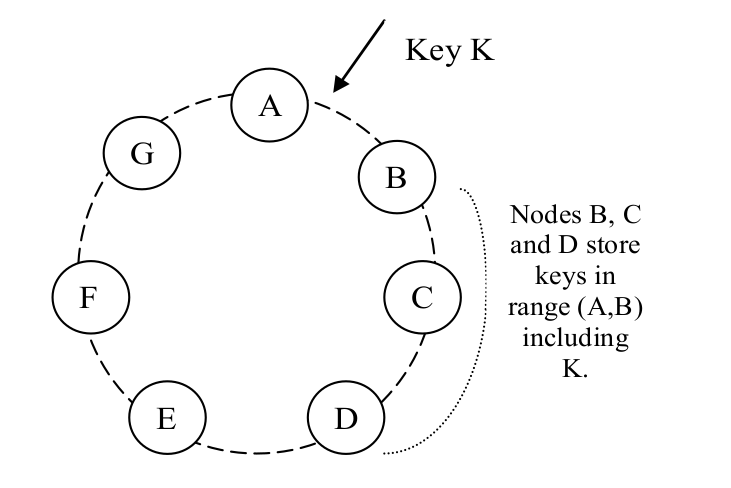 Key K
A
G
B
Nodes B, C
and D store
keys in
range (A,B)
including
K.
F
C
E
D